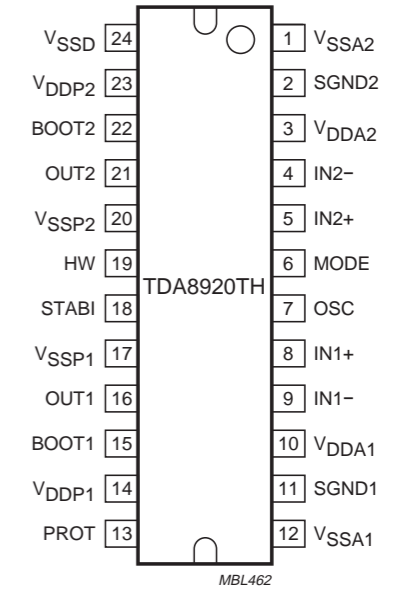 VSSD 24 1 VSSA2
VDDP2 23 2 SGND2
BOOT2 22 3 VDDA2
OUT2 21 4 IN2−
VSSP2 20 5 IN2+
HW 19 6 MODE
TDA8920TH
STABI 18 7 OSC
VSSP1 17 8 IN1+
OUT1 16 9 IN1−
BOOT1 15 10 VDDA1
VDDP1 14 11 SGND1
PROT 13 12 VSSA1
MBL462